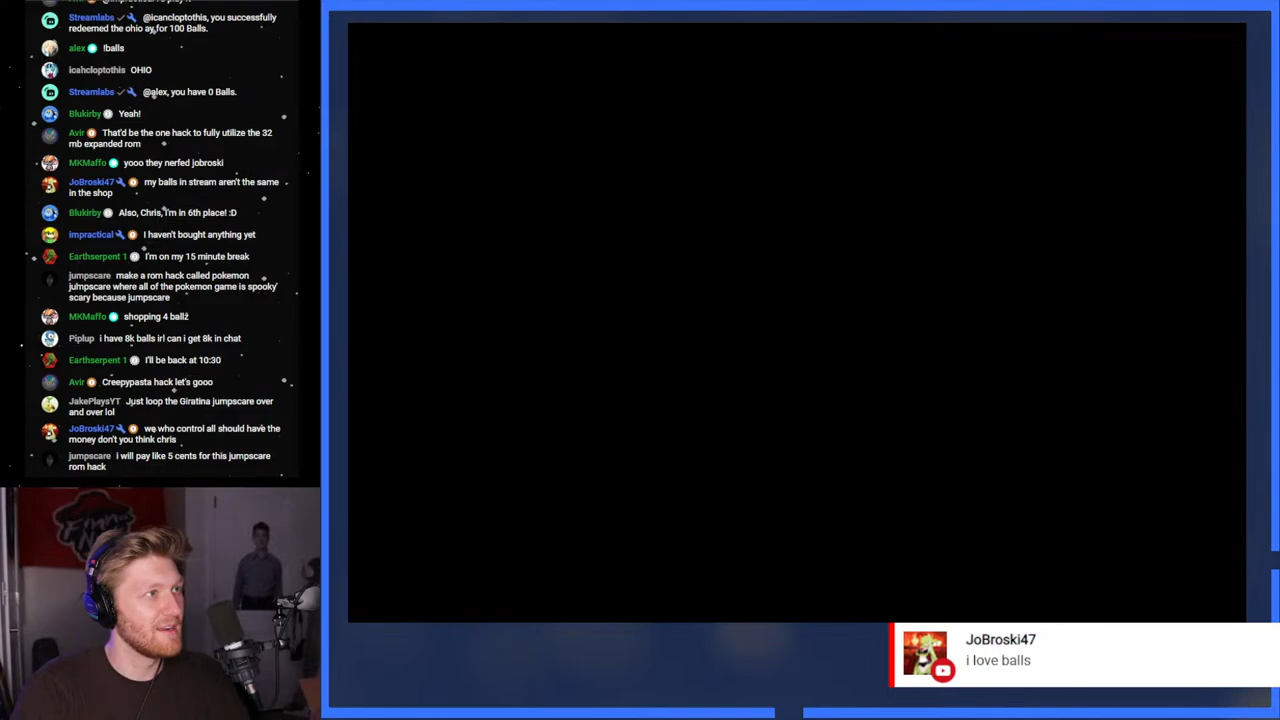 Streamlabs @icancloptothis, you successfully
redeemed the ohio ay for 100 Balls.
alex !balls
icahcloptothis OHIO
Streamlabs @alex, you have 0 Balls.
Blukirby Yeah!
Avir That'd be the one hack to fully utilize the 32
mb expanded rom
MKMaffo yooo they nerfed jobroski
JoBroski47 my balls in stream aren't the same
in the shop
Blukirby Also, Chris, I'm in 6th place! :D
impractical I haven't bought anything yet
Earthserpent 1 I'm on my 15 minute break
jumpscare make a rom hack called pokemon
jumpscare where all of the pokemon game is spooky
scary because jumpscare
MKMaffo shopping 4 ballz
Piplup i have 8k balls irl can i get 8k in chat
Earthserpent 1 I'll be back at 10:30
Avir Creepypasta hack let's gooo
JakePlaysYT Just loop the Giratina jumpscare over
and over lol
JoBroski47 we who control all should have the
money don't you think chris
jumpscare i will pay like 5 cents for this jumpscare
rom hack
JoBroski47
i love balls